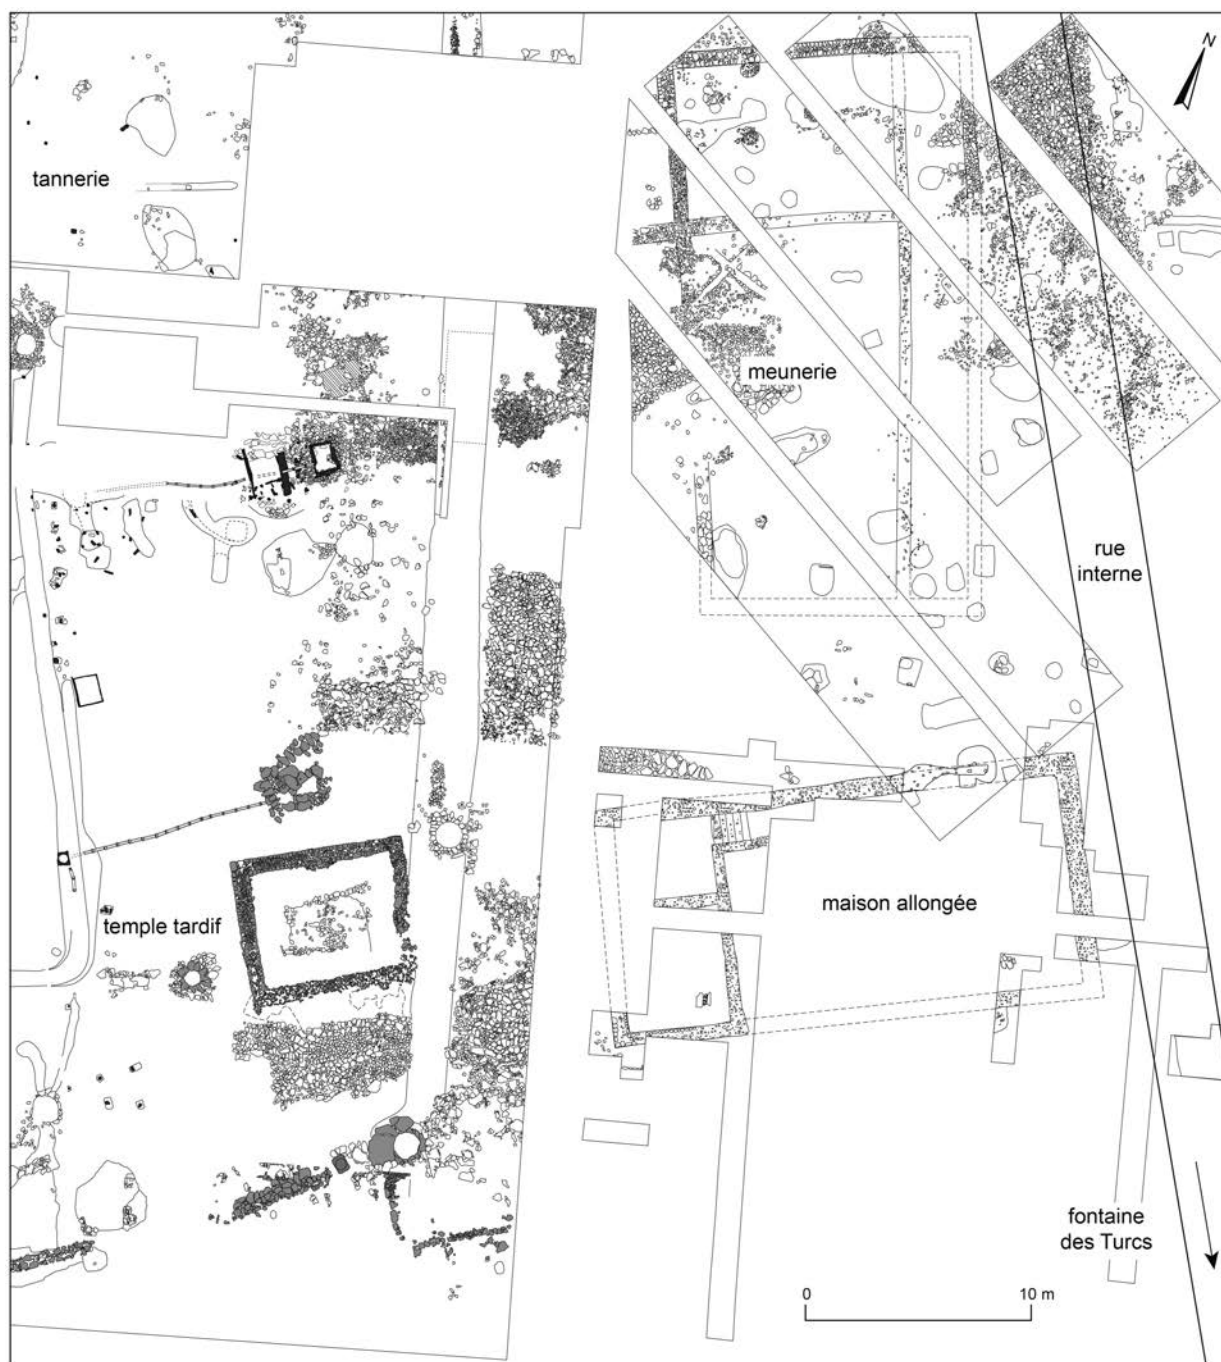 N
tannerie
meunerie
rue
interne
maison allongée
temple tardif
fontaine
des Turcs
0
10 m